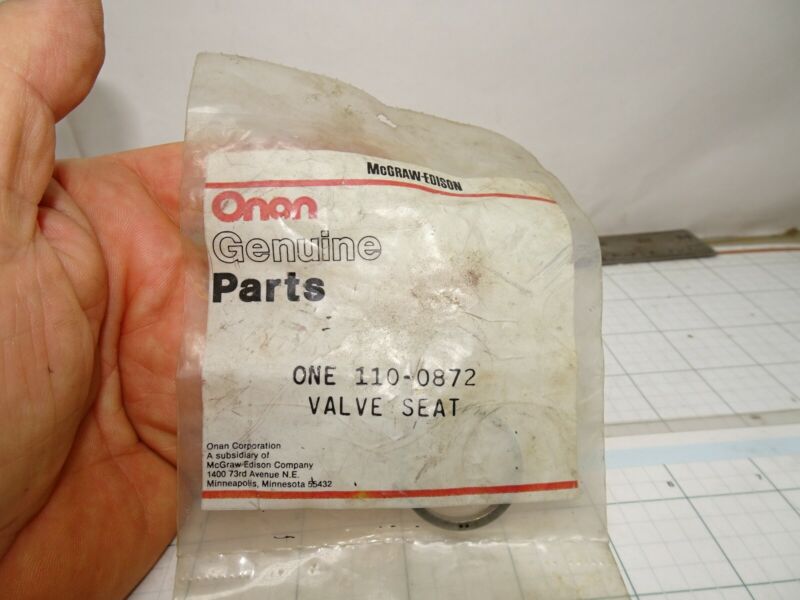 McGRAW-EDISON
Onan
Genuine
Parts
ONE 110-0872
VALVE SEAT
Onan Corporation
A subsidiary of
McGraw-Edison Company
1400 73rd Avenue N.E.
Minneapolis, Minnesota 55432